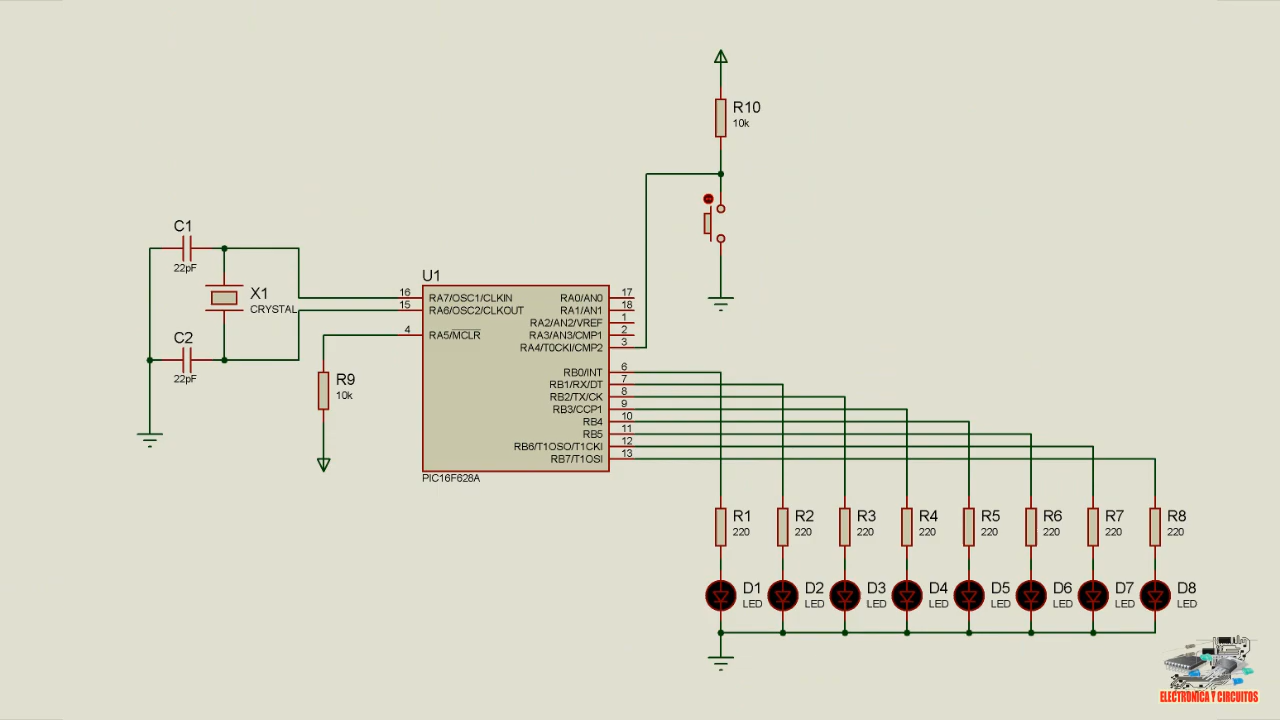 R10
10k
C1
22pF
X1
CRYSTAL
C2
22pF
R9
10k
U1
16 RA7/OSC1/CLKIN
15 RA6/OSC2/CLKOUT
4 RA5/MCLR
RA0/AN0 17
RA1/AN1 18
RA2/AN2/VREF 1
RA3/AN3/CMP1 2
RA4/T0CKI/CMP2 3
RB0/INT 6
RB1/RX/DT 7
RB2/TX/CK 8
RB3/CCP1 9
RB4 10
RB5 11
RB6/T1OSO/T1CKI 12
RB7/T1OSI 13
PIC16F628A
R1 R2 R3 R4 R5 R6 R7 R8
220 220 220 220 220 220 220 220
D1 D2 D3 D4 D5 D6 D7 D8
LED LED LED LED LED LED LED LED
ELECTRONICA Y CIRCUITOS